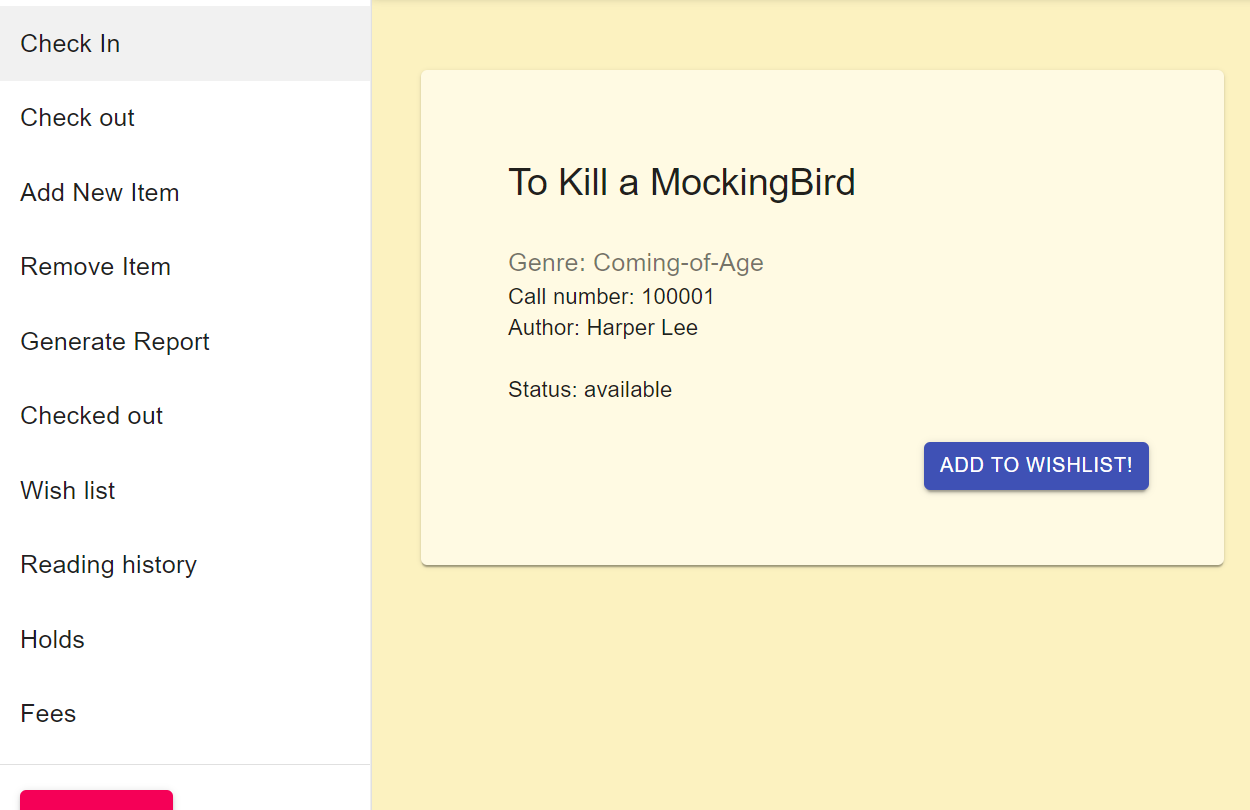 Check In
Check out
Add New Item
Remove Item
Generate Report
Checked out
Wish list
Reading history
Holds
Fees
To Kill a MockingBird
Genre: Coming-of-Age
Call number: 100001
Author: Harper Lee
Status: available
ADD TO WISHLIST!